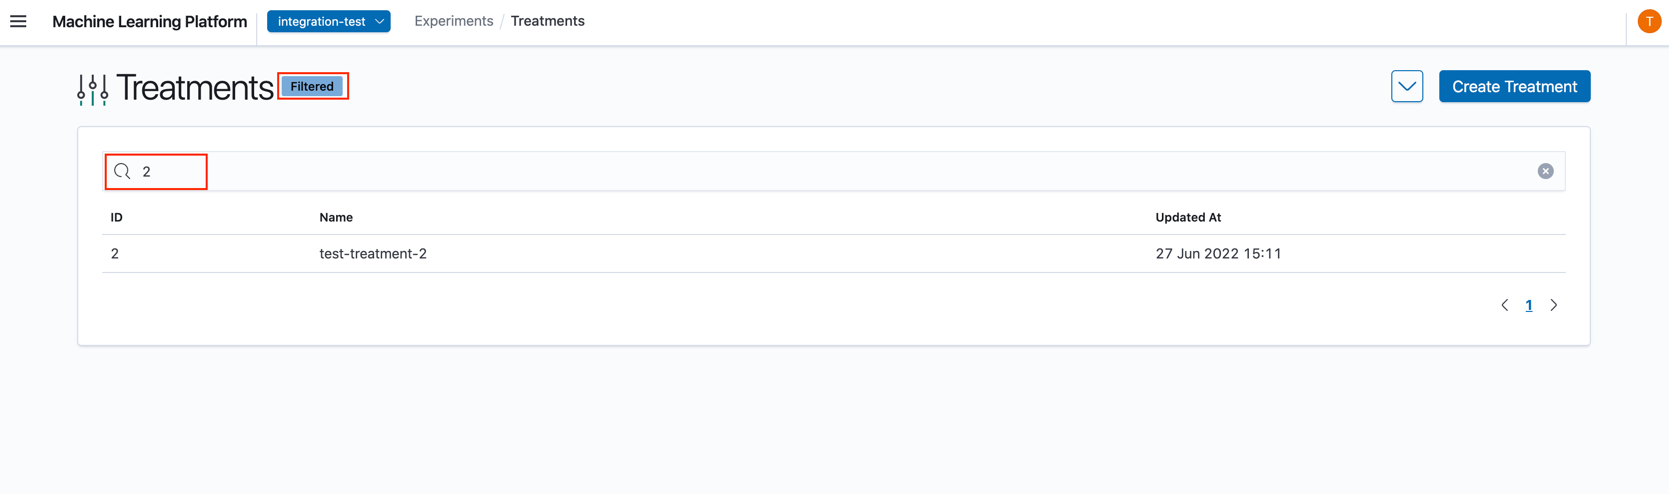 Machine Learning Platform integration-test Experiments / Treatments T
Treatments Filtered Create Treatment
2
ID Name Updated At
2 test-treatment-2 27 Jun 2022 15:11
1